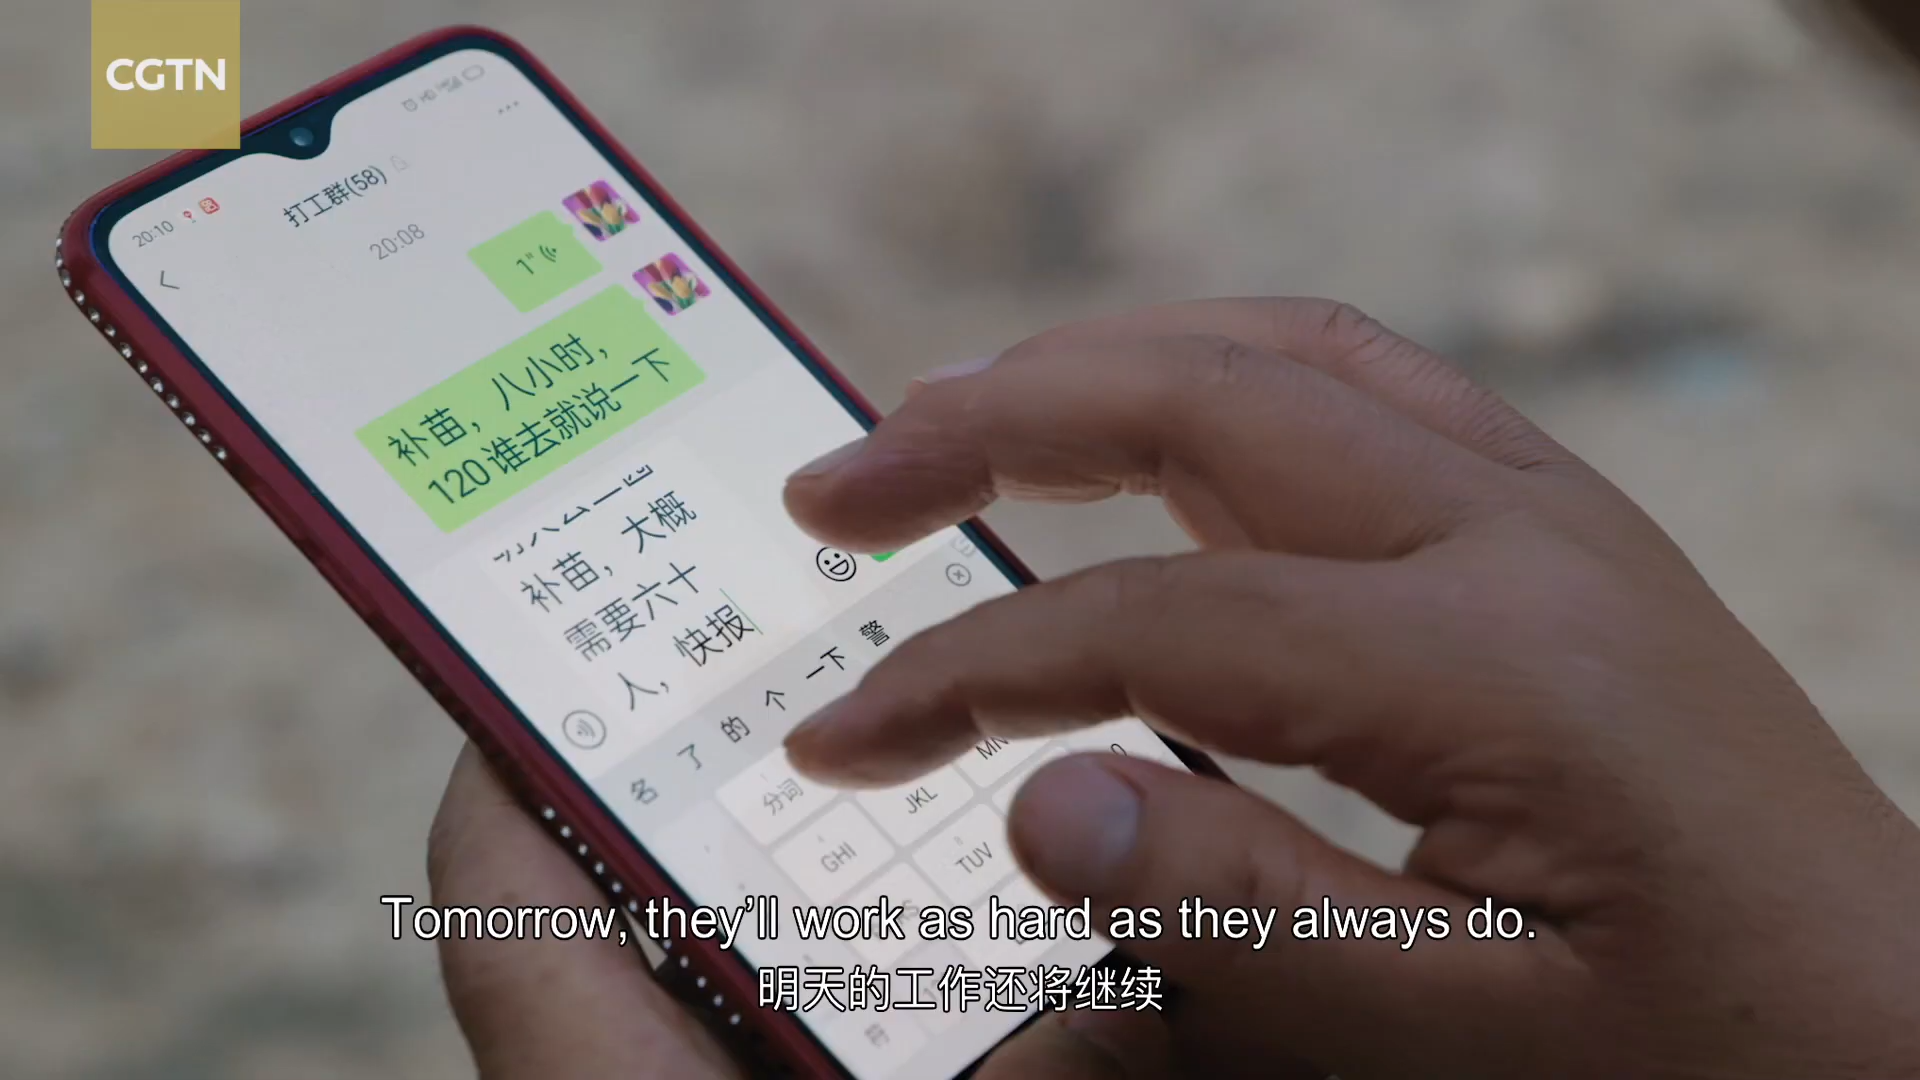 CGTN
20:10
打工群(58)
20:08
1"
补苗，八小时，
120谁去就说一下
补苗，大概
需要六十
人，快报
名 了 的 个 一下 警
分词
MN
JKL
GHI
TUV
Tomorrow, they'll work as hard as they always do.
明天的工作还将继续